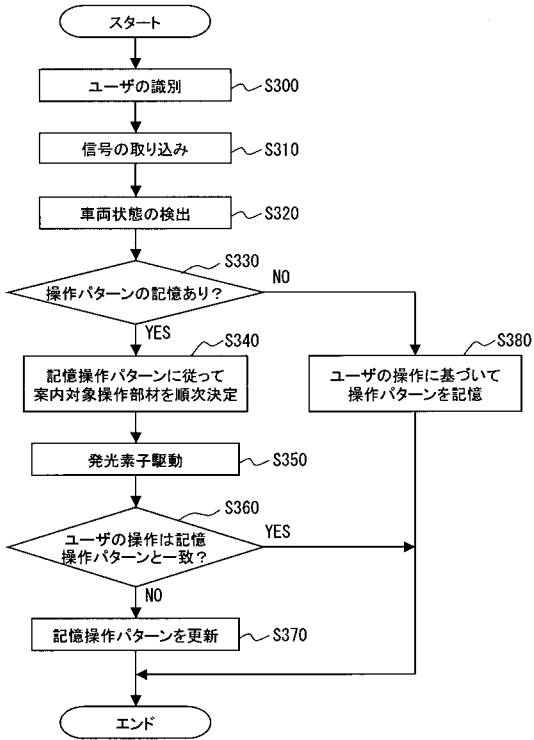 スタート
ユーザの識別
S300
信号の取り込み
S310
車両状態の検出
S320
S330
操作パターンの記憶あり？
NO
YES
S340
記憶操作パターンに従って
案内対象操作部材を順次決定
S380
ユーザの操作に基づいて
操作パターンを記憶
発光素子駆動
S350
S360
ユーザの操作は記憶
操作パターンと一致？
YES
NO
記憶操作パターンを更新
S370
エンド